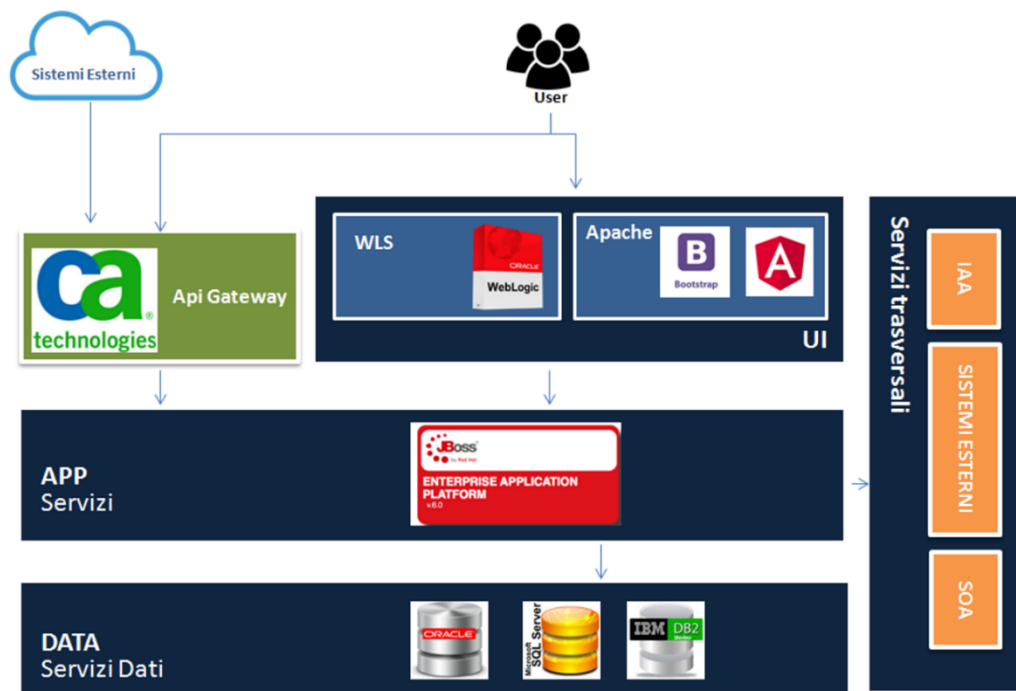 Sistemi Esterni
User
ca
technologies
Api Gateway
WLS
ORACLE
WebLogic
Apache
B
Bootstrap
A
UI
Servizi trasversali
IAA
SISTEMI ESTERNI
SOA
APP
Servizi
JBoss
by Red Hat
ENTERPRISE APPLICATION
PLATFORM
v.6.0
DATA
Servizi Dati
ORACLE
Microsoft
SQL Server
IBM DB2